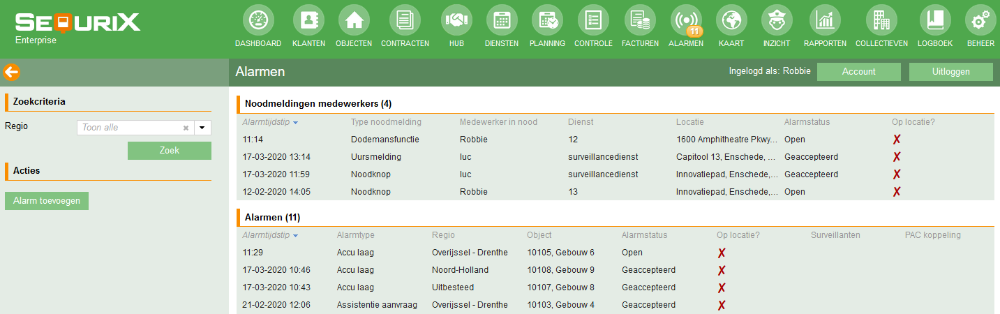 SEQURIX
Enterprise
DASHBOARD KLANTEN OBJECTEN CONTRACTEN HUB DIENSTEN PLANNING CONTROLE FACTUREN ALARMEN KAART INZICHT RAPPORTEN COLLECTIEVEN LOGBOEK BEHEER
11
Alarmen
Ingelogd als: Robbie Account Uitloggen
Zoekcriteria
Regio Toon alle
Zoek
Acties
Alarm toevoegen
Noodmeldingen medewerkers (4)
Alarmtijdstip Type noodmelding Medewerker in nood Dienst Locatie Alarmstatus Op locatie?
11:14 Dodemansfunctie Robbie 12 1600 Amphitheatre Pkwy... Open ✗
17-03-2020 13:14 Uursmelding luc surveillancedienst Capitool 13, Enschede, ... Geaccepteerd ✗
17-03-2020 11:59 Noodknop luc surveillancedienst Innovatiepad, Enschede,... Geaccepteerd ✗
12-02-2020 14:05 Noodknop Robbie 13 Innovatiepad, Enschede,... Open ✗
Alarmen (11)
Alarmtijdstip Alarmtype Regio Object Alarmstatus Op locatie? Surveillanten PAC koppeling
11:29 Accu laag Overijssel - Drenthe 10105, Gebouw 6 Open ✗
17-03-2020 10:46 Accu laag Noord-Holland 10108, Gebouw 9 Geaccepteerd ✗
17-03-2020 10:43 Accu laag Uitbesteed 10107, Gebouw 8 Geaccepteerd ✗
21-02-2020 12:06 Assistentie aanvraag Overijssel - Drenthe 10103, Gebouw 4 Geaccepteerd ✗